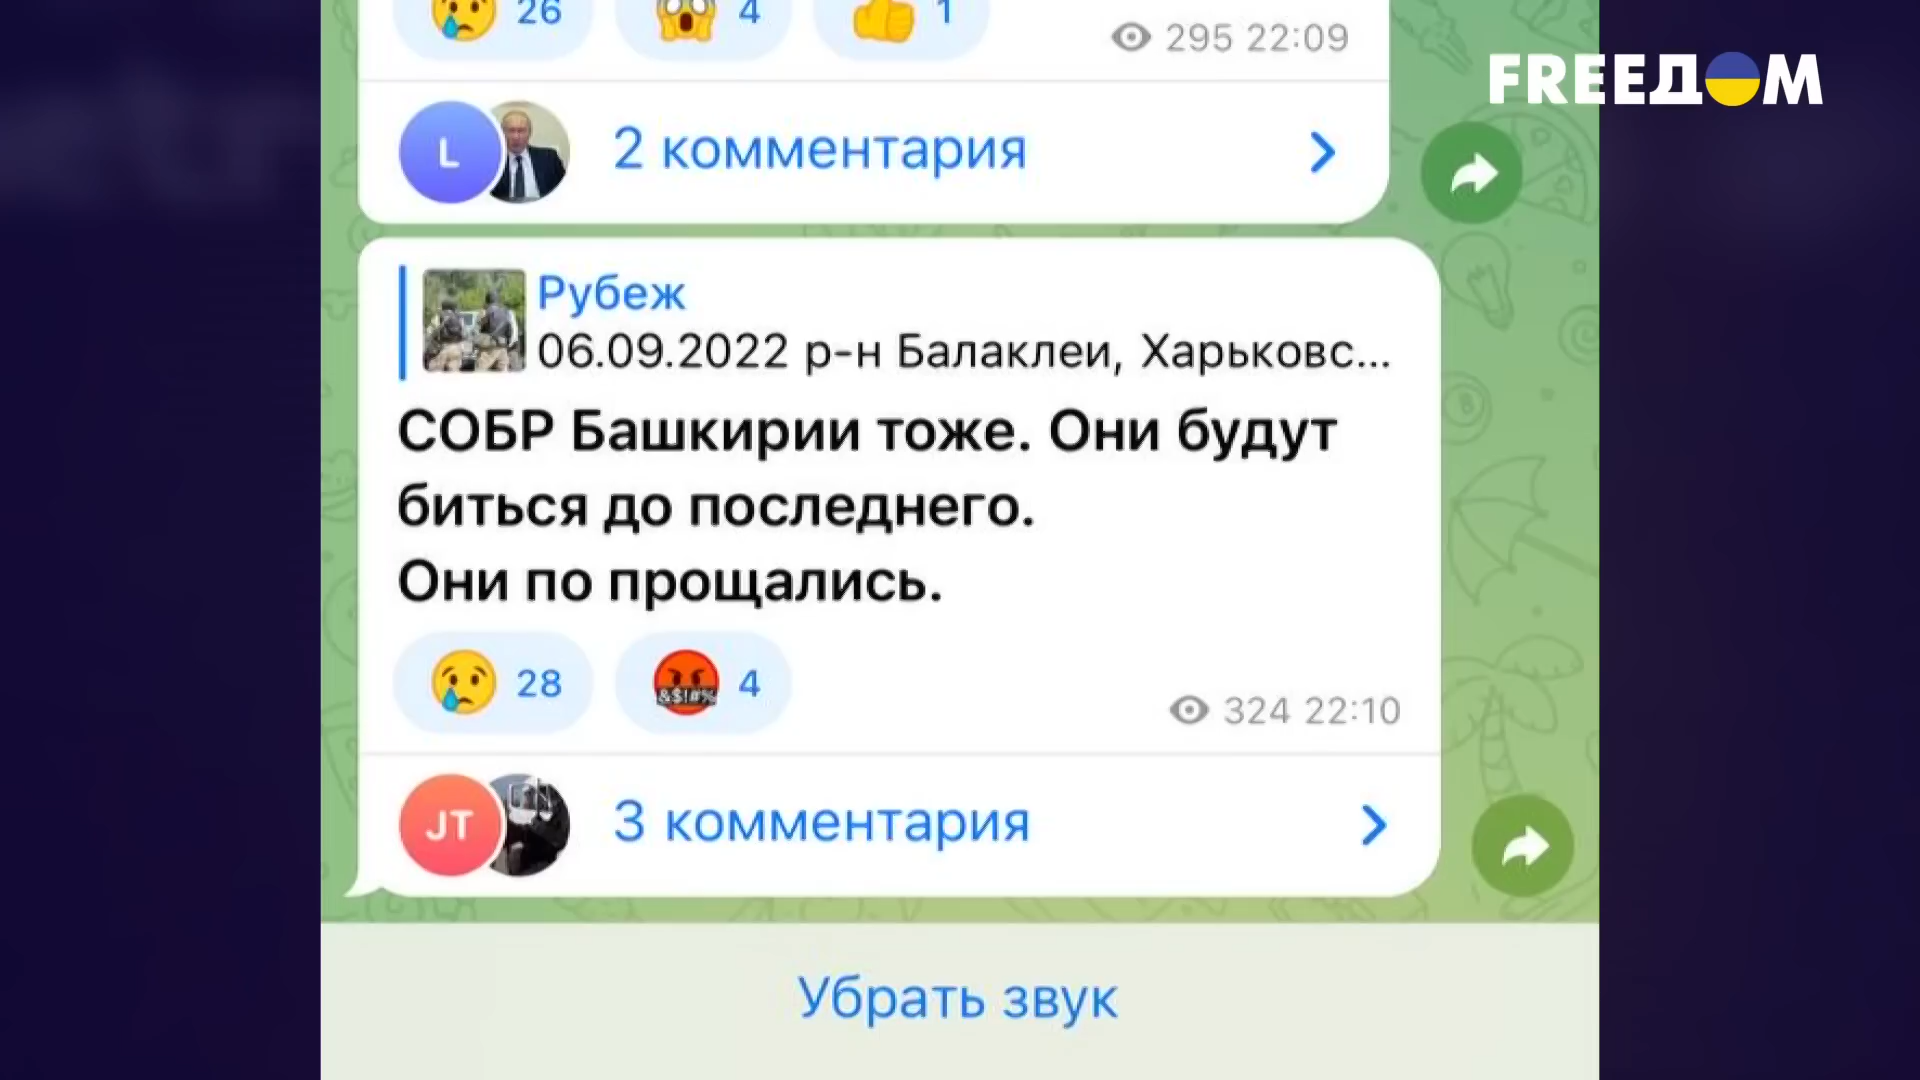 26 4 1
295 22:09
FREEДOM
L 2 комментария
Рубеж
06.09.2022 р-н Балаклеи, Харьковс...
СОБР Башкирии тоже. Они будут
биться до последнего.
Они по прощались.
&$!#%
28 4
324 22:10
JT 3 комментария
Убрать звук